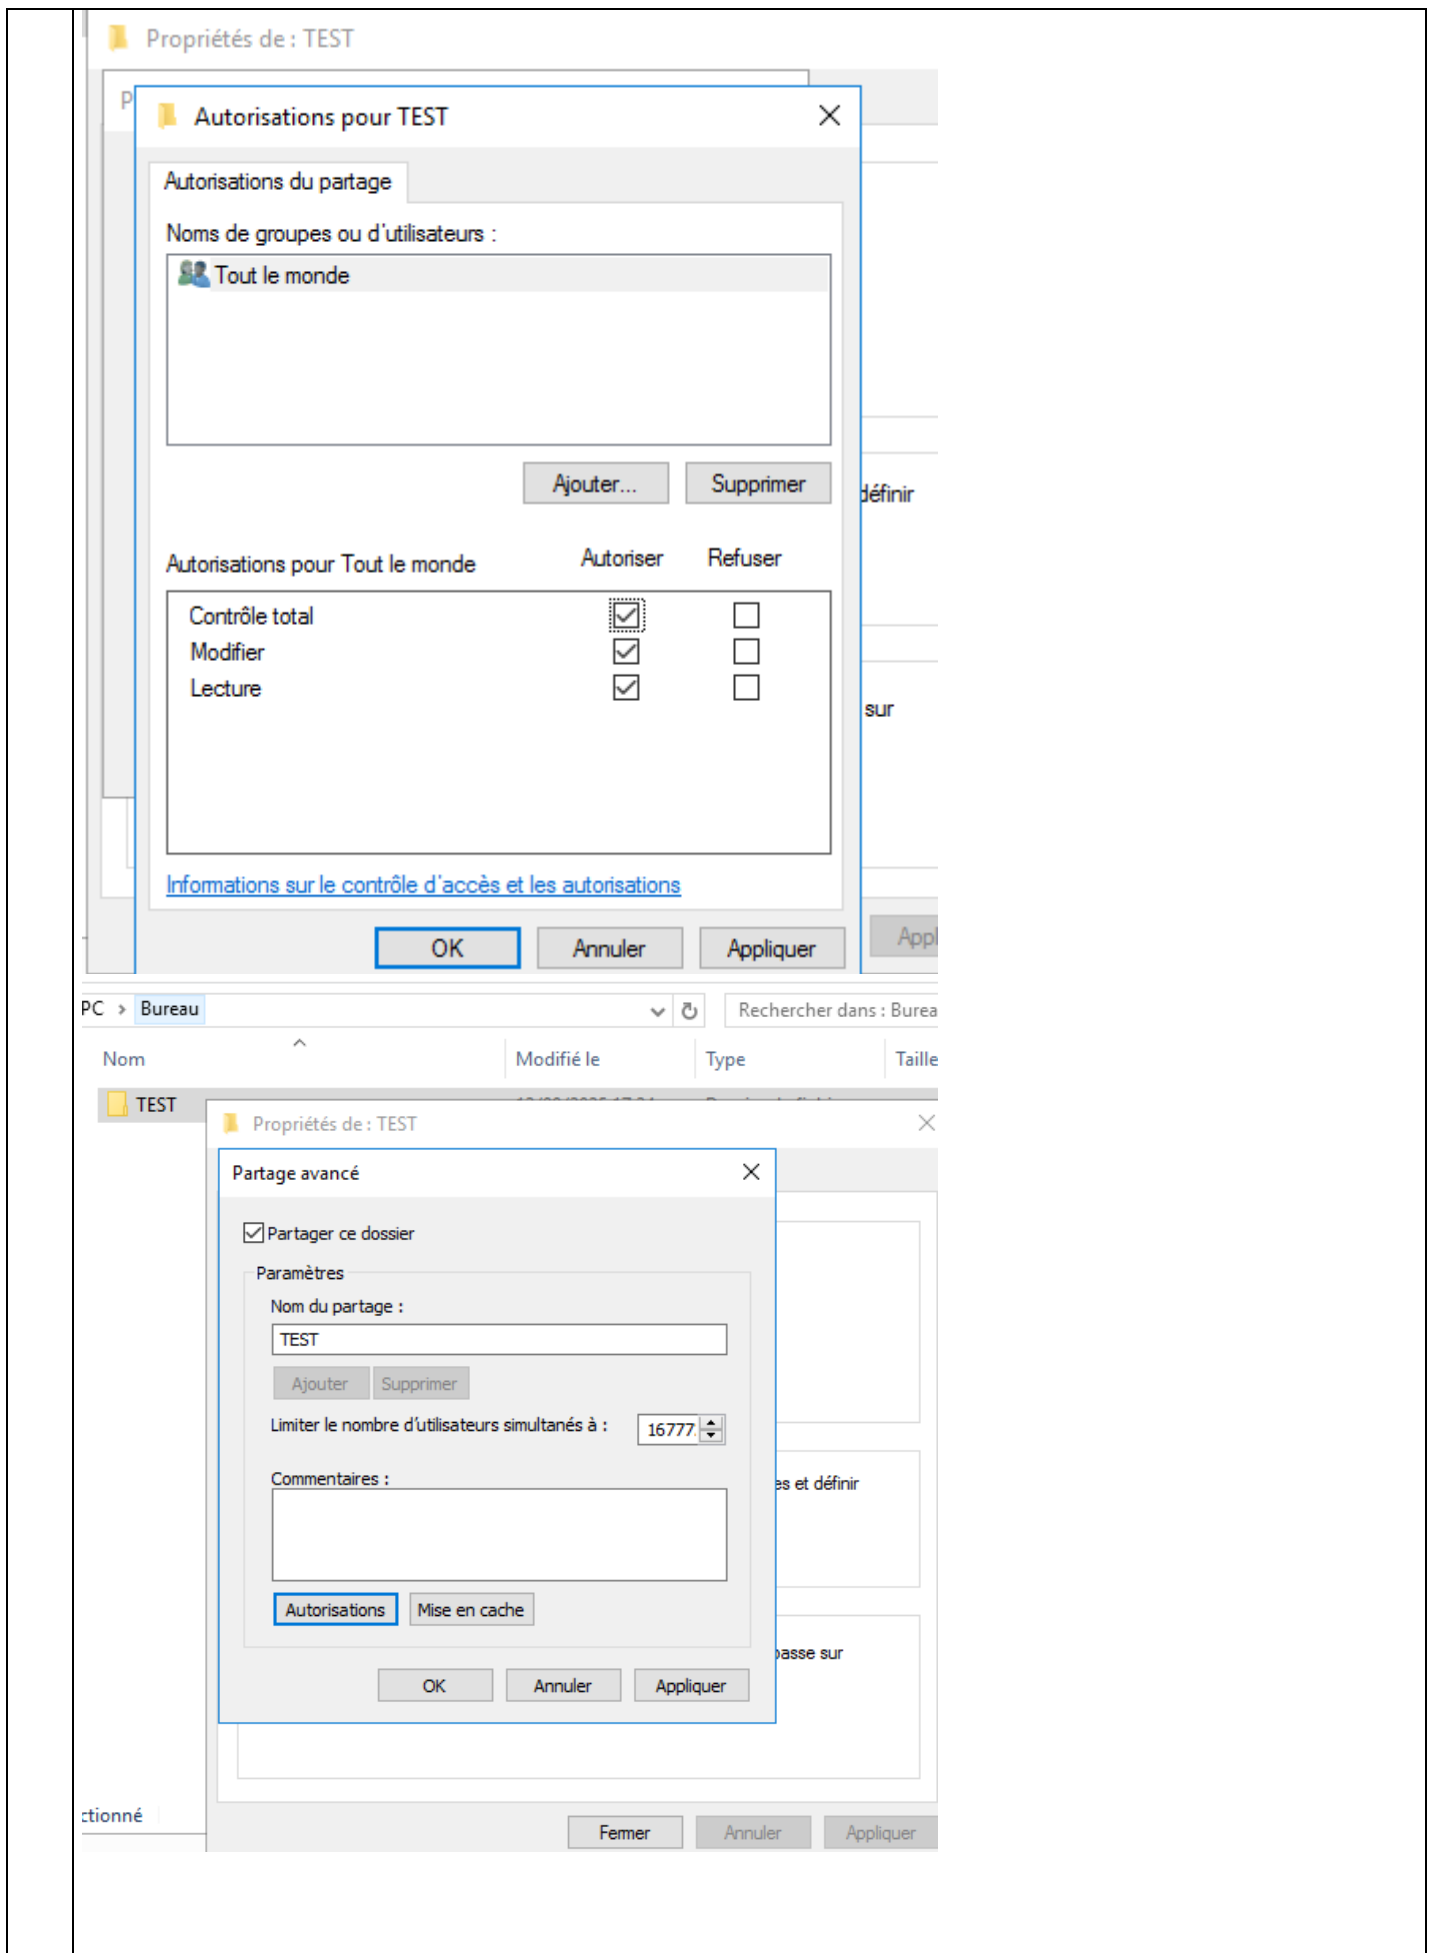 Propriétés de : TEST
P
Autorisations pour TEST
Autorisations du partage
Noms de groupes ou d'utilisateurs :
Tout le monde
Ajouter... Supprimer
définir
Autorisations pour Tout le monde Autoriser Refuser
Contrôle total
Modifier
Lecture
sur
Informations sur le contrôle d'accès et les autorisations
OK Annuler Appliquer Appl
PC > Bureau Rechercher dans : Burea
Nom Modifié le Type Taille
TEST
Propriétés de : TEST
Partage avancé
Partager ce dossier
Paramètres
Nom du partage :
TEST
Ajouter Supprimer
Limiter le nombre d'utilisateurs simultanés à : 16777
Commentaires :
es et définir
Autorisations Mise en cache
passe sur
OK Annuler Appliquer
ctionné
Fermer Annuler Appliquer